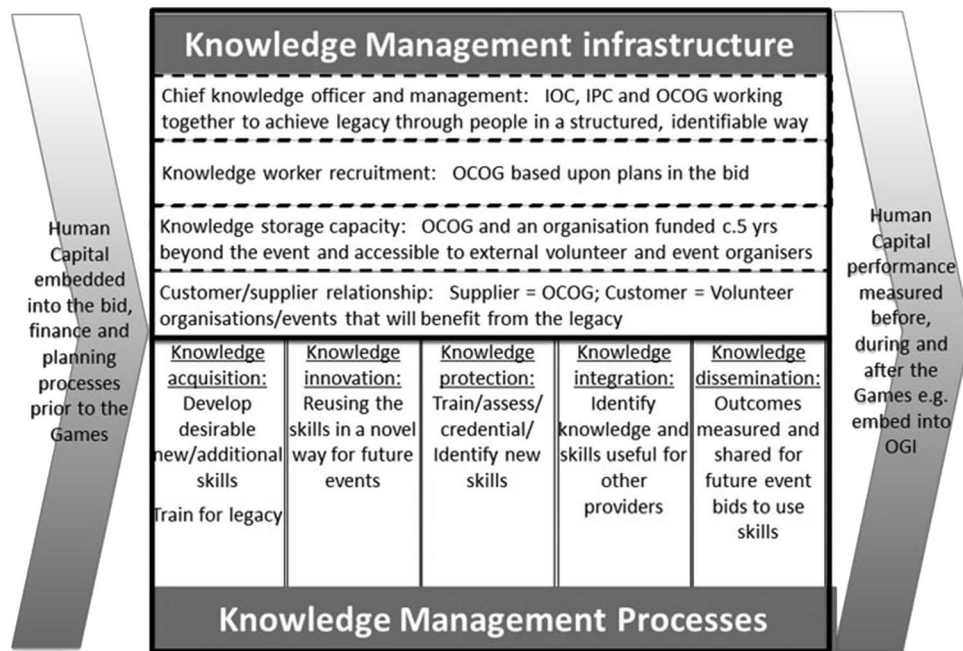 Human
Capital
embedded
into the bid,
finance and
planning
processes
prior to the
Games
Knowledge Management infrastructure
Chief knowledge officer and management: IOC, IPC and OCOG working
together to achieve legacy through people in a structured, identifiable way
Knowledge worker recruitment: OCOG based upon plans in the bid
Knowledge storage capacity: OCOG and an organisation funded c.5 yrs
beyond the event and accessible to external volunteer and event organisers
Customer/supplier relationship: Supplier = OCOG; Customer = Volunteer
organisations/events that will benefit from the legacy
Knowledge
acquisition:
Develop
desirable
new/additional
skills
Train for legacy
Knowledge
innovation:
Reusing the
skills in a novel
way for future
events
Knowledge
protection:
Train/assess/
credential/
Identify new
skills
Knowledge
integration:
Identify
knowledge and
skills useful for
other
providers
Knowledge
dissemination:
Outcomes
measured and
shared for
future event
bids to use
skills
Knowledge Management Processes
Human
Capital
performance
measured
before,
during and
after the
Games e.g.
embed into
OGI